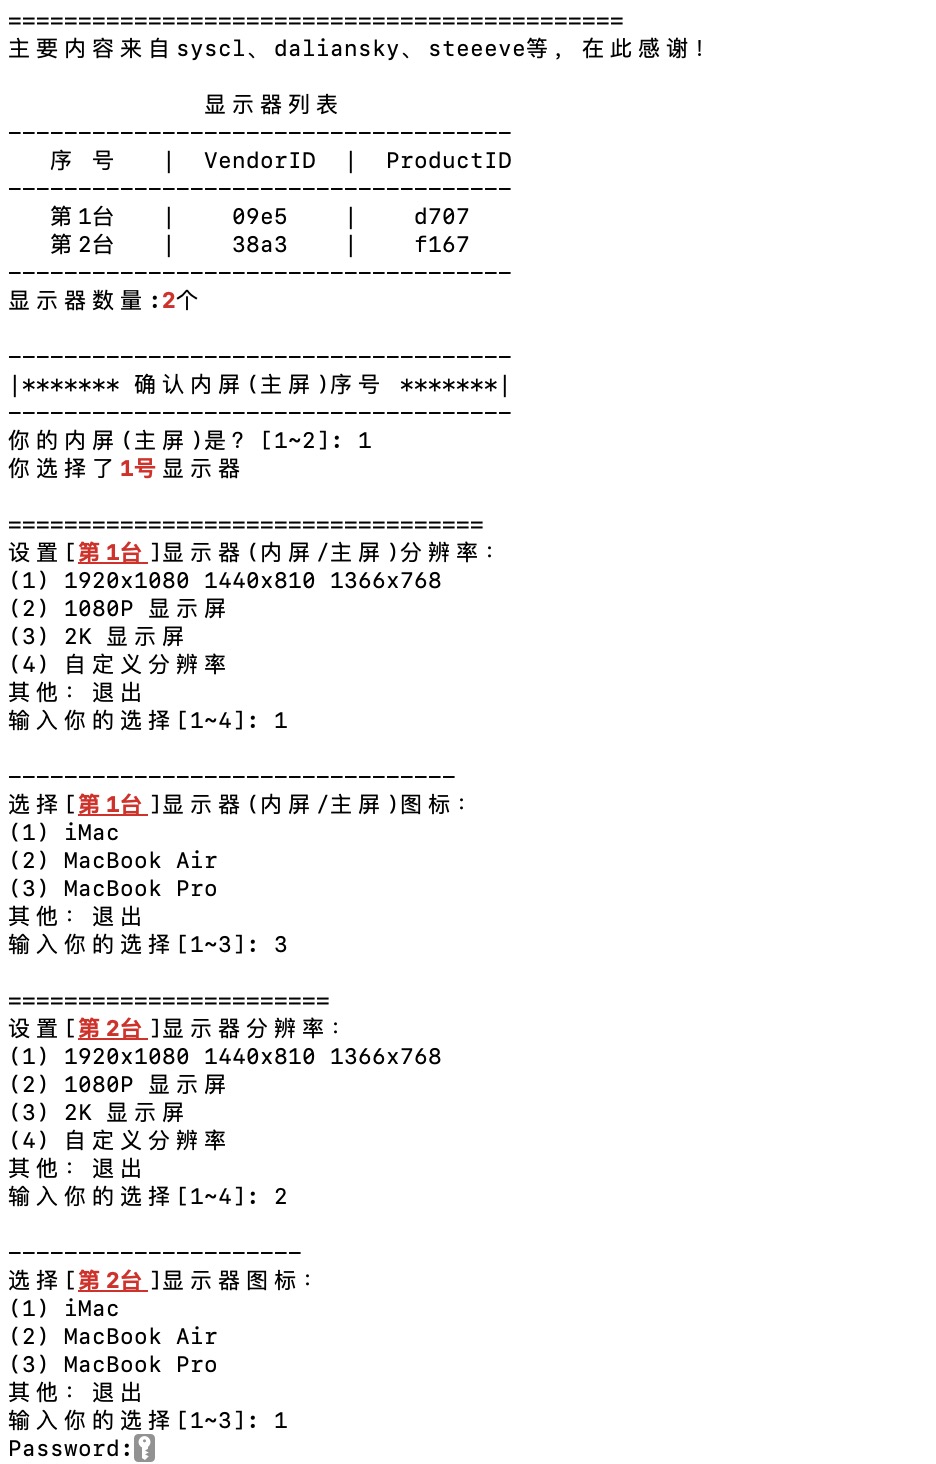 ============================================
主要内容来自syscl、daliansky、steeeve等，在此感谢!
显示器列表
------------------------------------
序 号 | VendorID | ProductID
------------------------------------
第1台 | 09e5 | d707
第2台 | 38a3 | f167
------------------------------------
显示器数量:2个
------------------------------------
|******* 确认内屏(主屏)序号 *******|
------------------------------------
你的内屏(主屏)是? [1~2]: 1
你选择了1号显示器
==================================
设置[第1台]显示器(内屏/主屏)分辨率：
(1) 1920x1080 1440x810 1366x768
(2) 1080P 显示屏
(3) 2K 显示屏
(4) 自定义分辨率
其他：退出
输入你的选择[1~4]: 1
--------------------------------
选择[第1台]显示器(内屏/主屏)图标：
(1) iMac
(2) MacBook Air
(3) MacBook Pro
其他：退出
输入你的选择[1~3]: 3
=======================
设置[第2台]显示器分辨率：
(1) 1920x1080 1440x810 1366x768
(2) 1080P 显示屏
(3) 2K 显示屏
(4) 自定义分辨率
其他：退出
输入你的选择[1~4]: 2
---------------------
选择[第2台]显示器图标：
(1) iMac
(2) MacBook Air
(3) MacBook Pro
其他：退出
输入你的选择[1~3]: 1
Password: